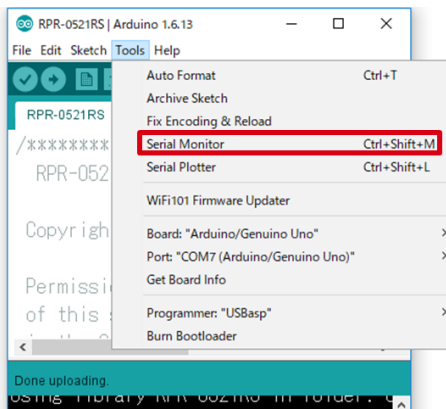 RPR-0521RS | Arduino 1.6.13
File Edit Sketch Tools Help
Auto Format Ctrl+T
Archive Sketch
Fix Encoding & Reload
Serial Monitor Ctrl+Shift+M
Serial Plotter Ctrl+Shift+L
WiFi101 Firmware Updater
Board: "Arduino/Genuino Uno"
Port: "COM7 (Arduino/Genuino Uno)"
Get Board Info
Programmer: "USBasp"
Burn Bootloader
RPR-0521RS
/********
RPR-052
Copyrigh
Permissi
of this
Done uploading.